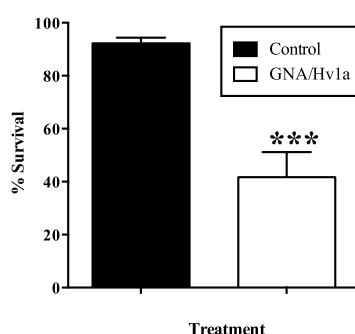 100
80
60
40
20
0
% Survival
Control
GNA/Hv1a
***
Treatment